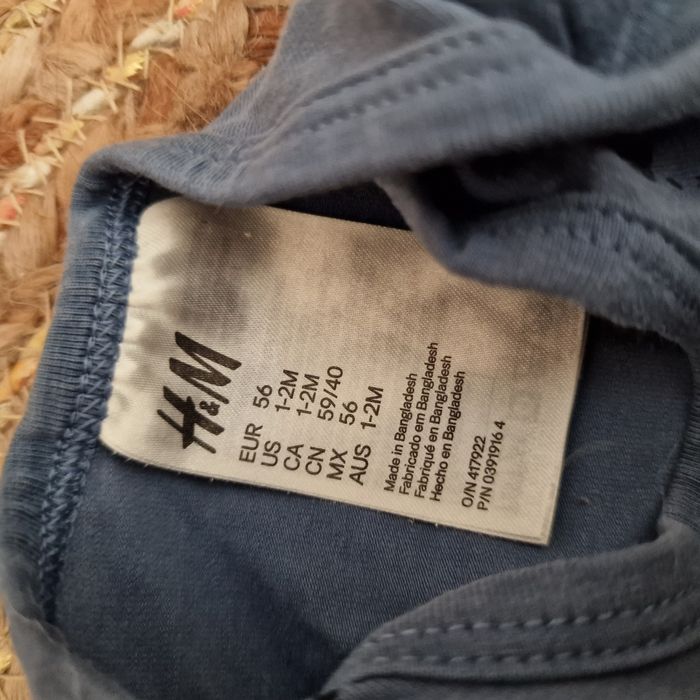 H&M
EUR 56
US 1-2M
CA 1-2M
CN 59/40
MX 56
AUS 1-2M
Made in Bangladesh
Fabricado em Bangladesh
Fabriqué en Bangladesh
Hecho en Bangladesh
O/N 417922
P/N 0391916 4